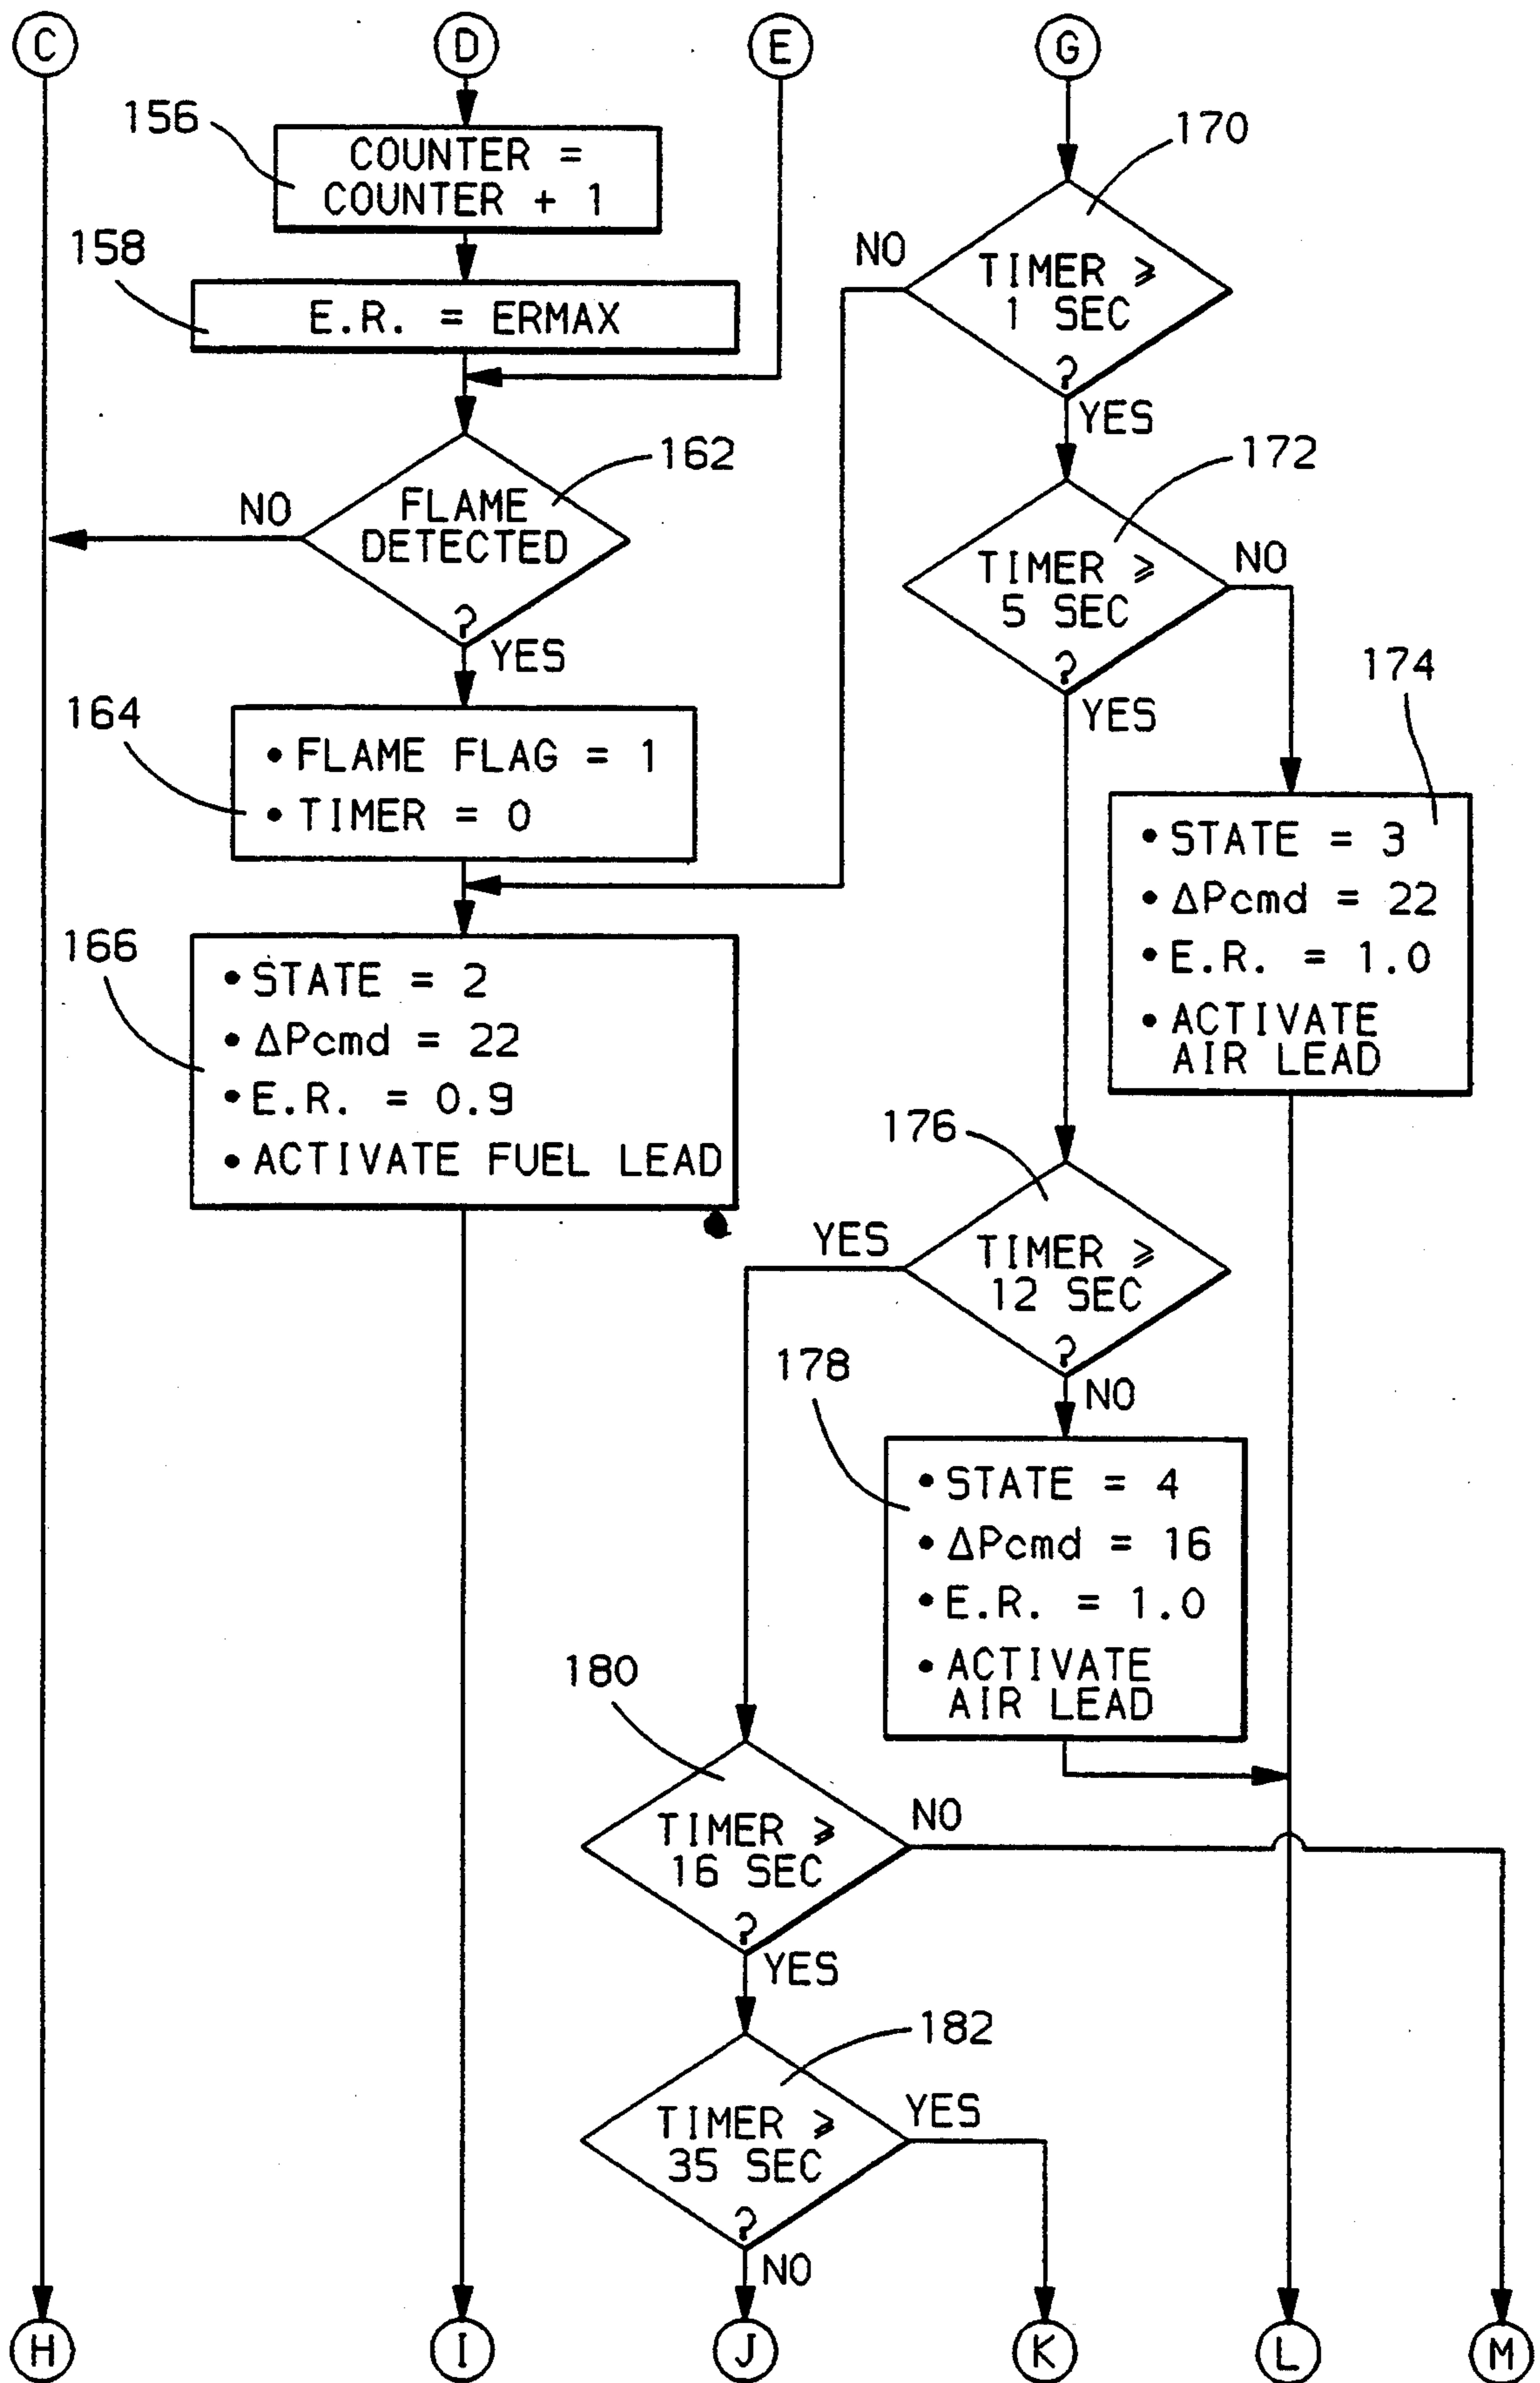 C
D
E
G
156
COUNTER =
COUNTER + 1
158
E.R. = ERMAX
162
FLAME
DETECTED
?
NO
YES
164
• FLAME FLAG = 1
• TIMER = 0
166
• STATE = 2
• ΔPcmd = 22
• E.R. = 0.9
• ACTIVATE FUEL LEAD
170
TIMER ⩾
1 SEC
?
NO
YES
172
TIMER ⩾
5 SEC
?
NO
YES
174
• STATE = 3
• ΔPcmd = 22
• E.R. = 1.0
• ACTIVATE
AIR LEAD
176
TIMER ⩾
12 SEC
?
YES
NO
178
• STATE = 4
• ΔPcmd = 16
• E.R. = 1.0
• ACTIVATE
AIR LEAD
180
TIMER ⩾
16 SEC
?
NO
YES
182
TIMER ⩾
35 SEC
?
YES
NO
H
I
J
K
L
M